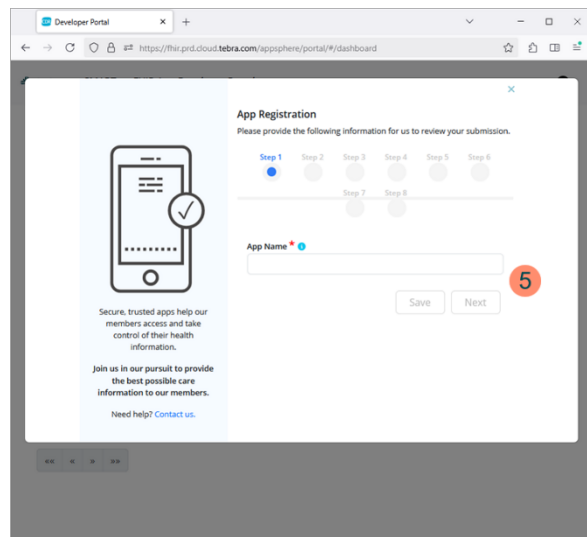 Developer Portal
https://fhir.prd.cloud.tebra.com/appsphere/portal/#/dashboard
App Registration
Please provide the following information for us to review your submission.
Step 1 Step 2 Step 3 Step 4 Step 5 Step 6
Step 7 Step 8
App Name *
5
Save Next
Secure, trusted apps help our
members access and take
control of their health
information.
Join us in our pursuit to provide
the best possible care
information to our members.
Need help? Contact us.
«« « » »»